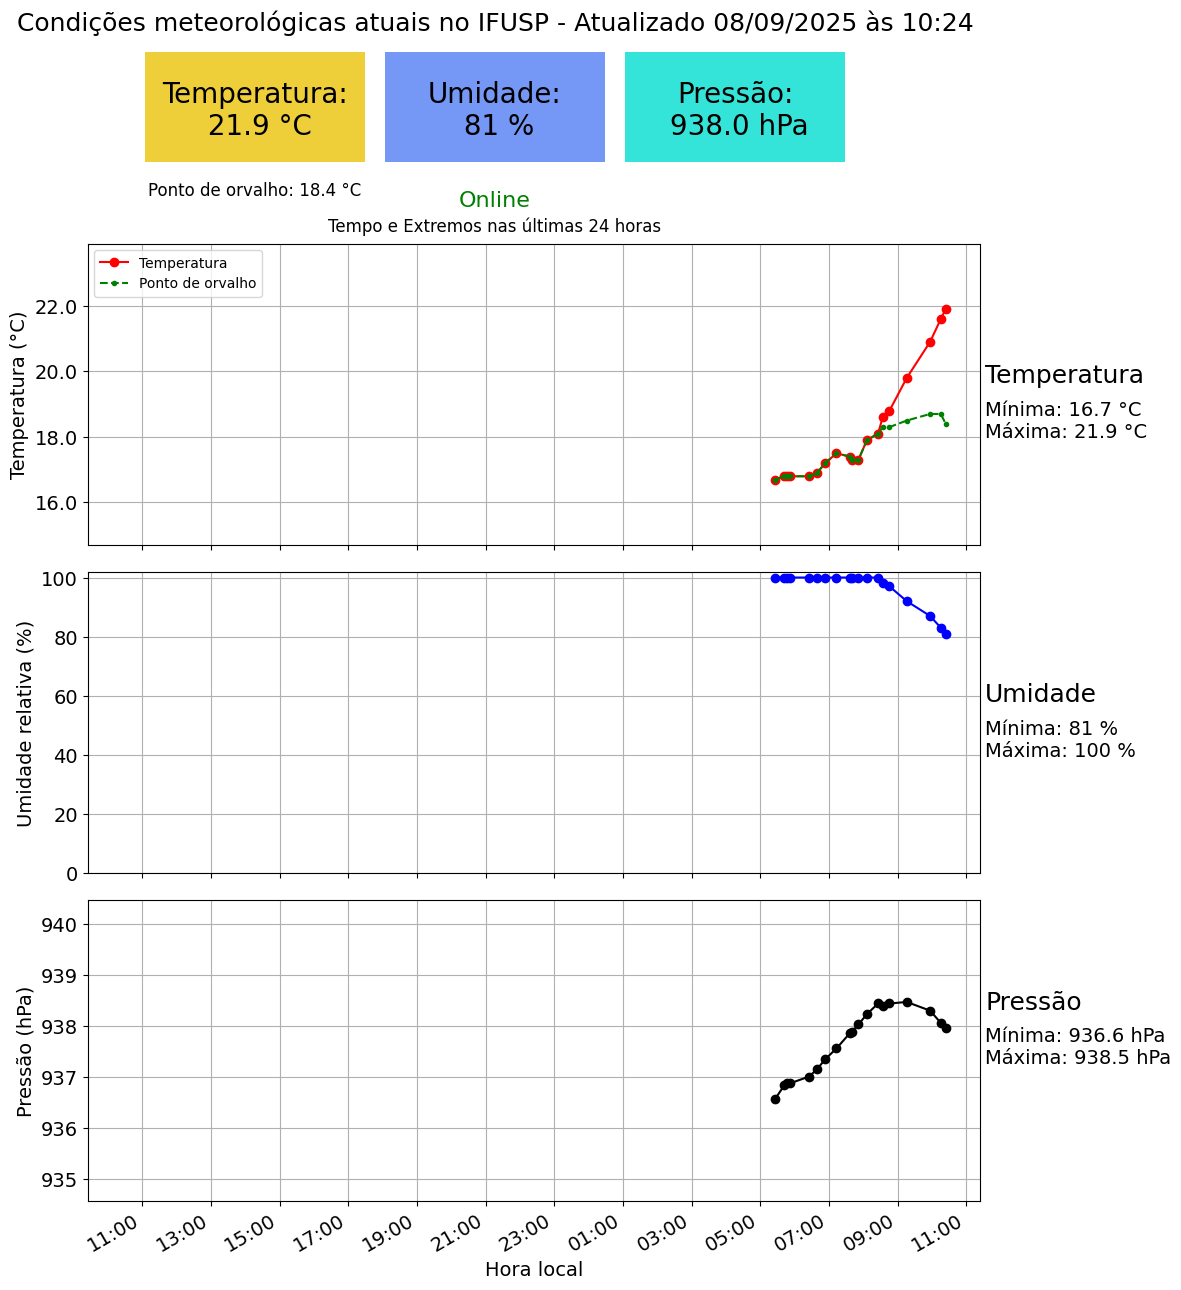 Condições meteorológicas atuais no IFUSP - Atualizado 08/09/2025 às 10:24
Temperatura:
21.9 °C
Umidade:
81 %
Pressão:
938.0 hPa
Ponto de orvalho: 18.4 °C
Online
Tempo e Extremos nas últimas 24 horas
Temperatura
Ponto de orvalho
Temperatura (°C)
22.0
20.0
18.0
16.0
Temperatura
Mínima: 16.7 °C
Máxima: 21.9 °C
Umidade relativa (%)
100
80
60
40
20
0
Umidade
Mínima: 81 %
Máxima: 100 %
Pressão (hPa)
940
939
938
937
936
935
Pressão
Mínima: 936.6 hPa
Máxima: 938.5 hPa
11:00 13:00 15:00 17:00 19:00 21:00 23:00 01:00 03:00 05:00 07:00 09:00 11:00
Hora local